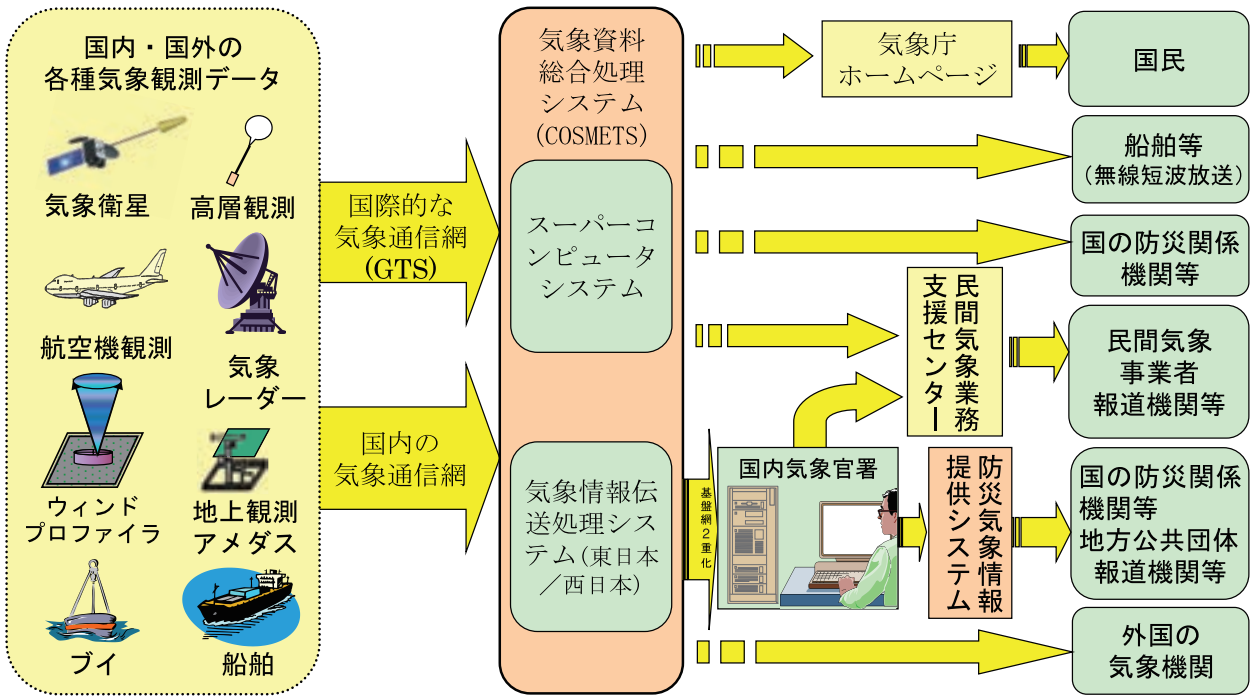 国内・国外の
各種気象観測データ
気象衛星
高層観測
航空機観測
気象
レーダー
ウィンド
プロファイラ
地上観測
アメダス
ブイ
船舶
国際的な
気象通信網
(GTS)
国内の
気象通信網
気象資料
総合処理
システム
(COSMETS)
スーパーコ
ンピュータ
システム
気象情報伝
送処理シス
テム(東日本
/西日本)
基盤網2重化
国内気象官署
気象庁
ホームページ
民間気象業務
支援センター
防災気象情報
提供システム
国民
船舶等
(無線短波放送)
国の防災関係
機関等
民間気象
事業者
報道機関等
国の防災関係
機関等
地方公共団体
報道機関等
外国の
気象機関